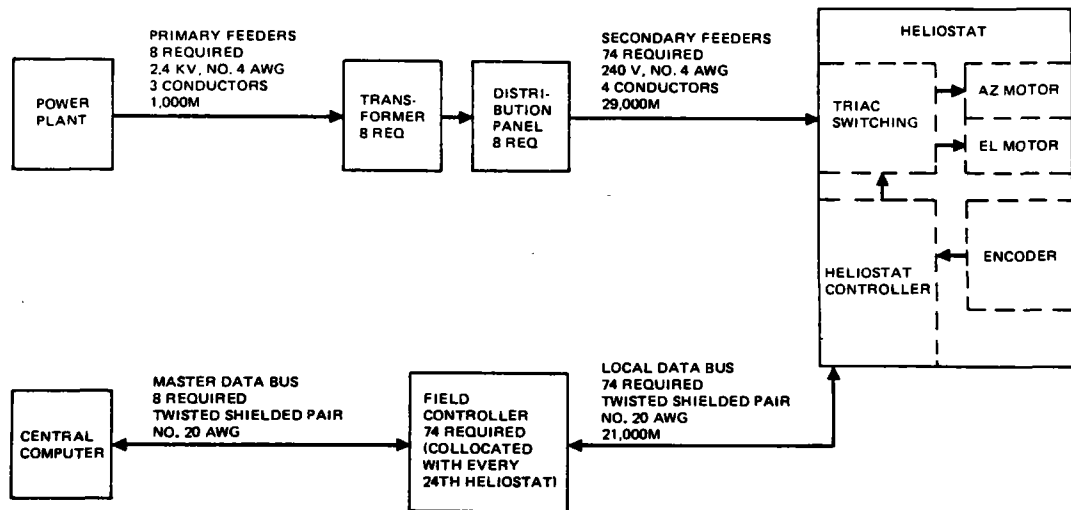 POWER
PLANT
PRIMARY FEEDERS
8 REQUIRED
2.4 KV, NO. 4 AWG
3 CONDUCTORS
1,000M
TRANS-
FORMER
8 REQ
DISTRI-
BUTION
PANEL
8 REQ
SECONDARY FEEDERS
74 REQUIRED
240 V, NO. 4 AWG
4 CONDUCTORS
29,000M
HELIOSTAT
TRIAC
SWITCHING
AZ MOTOR
EL MOTOR
HELIOSTAT
CONTROLLER
ENCODER
CENTRAL
COMPUTER
MASTER DATA BUS
8 REQUIRED
TWISTED SHIELDED PAIR
NO. 20 AWG
FIELD
CONTROLLER
74 REQUIRED
(COLLOCATED
WITH EVERY
24TH HELIOSTAT)
LOCAL DATA BUS
74 REQUIRED
TWISTED SHIELDED PAIR
NO. 20 AWG
21,000M